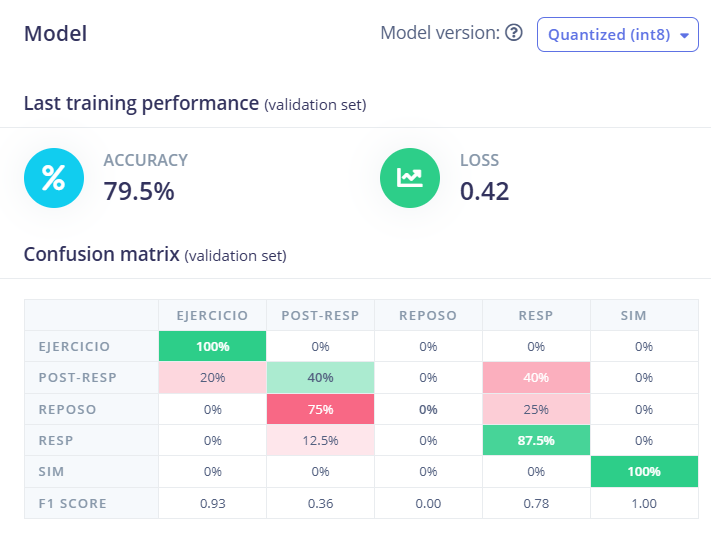 Model
Model version: ? Quantized (int8)
Last training performance (validation set)
% ACCURACY
79.5%
LOSS
0.42
Confusion matrix (validation set)
EJERCICIO POST-RESP REPOSO RESP SIM
EJERCICIO 100% 0% 0% 0% 0%
POST-RESP 20% 40% 0% 40% 0%
REPOSO 0% 75% 0% 25% 0%
RESP 0% 12.5% 0% 87.5% 0%
SIM 0% 0% 0% 0% 100%
F1 SCORE 0.93 0.36 0.00 0.78 1.00